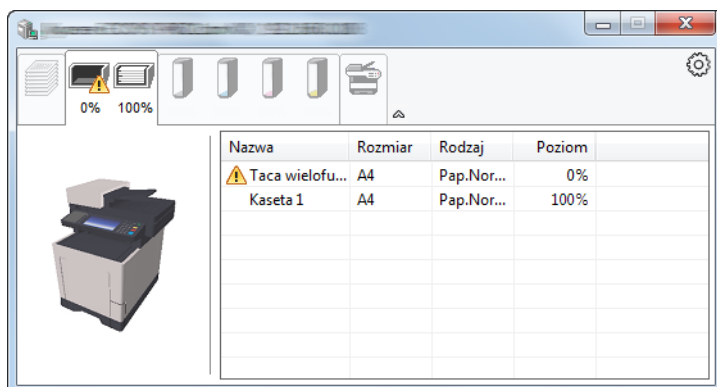 0% 100%
Nazwa Rozmiar Rodzaj Poziom
Taca wielofu... A4 Pap.Nor... 0%
Kaseta 1 A4 Pap.Nor... 100%